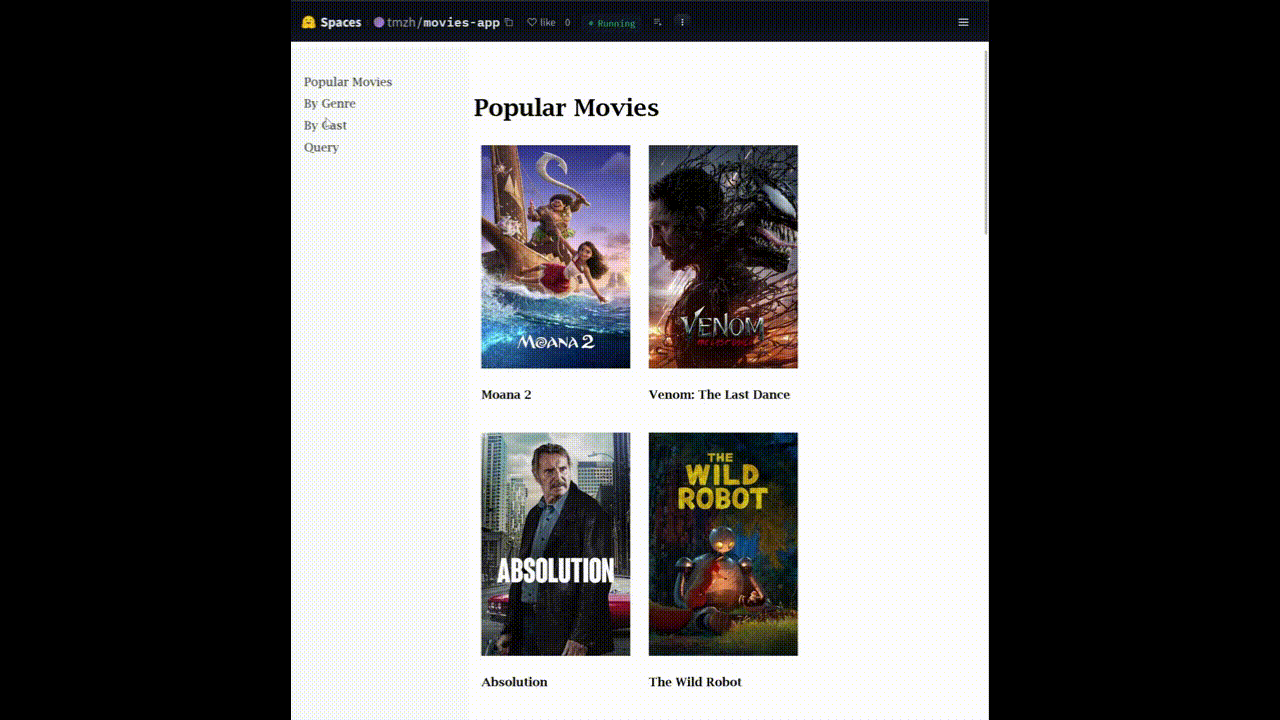 Spaces tmzh/movies-app like 0 Running
Popular Movies
By Genre
By Cast
Query
Popular Movies
MOANA 2
VENOM
Moana 2
Venom: The Last Dance
ABSOLUTION
THE
WILD
ROBOT
Absolution
The Wild Robot